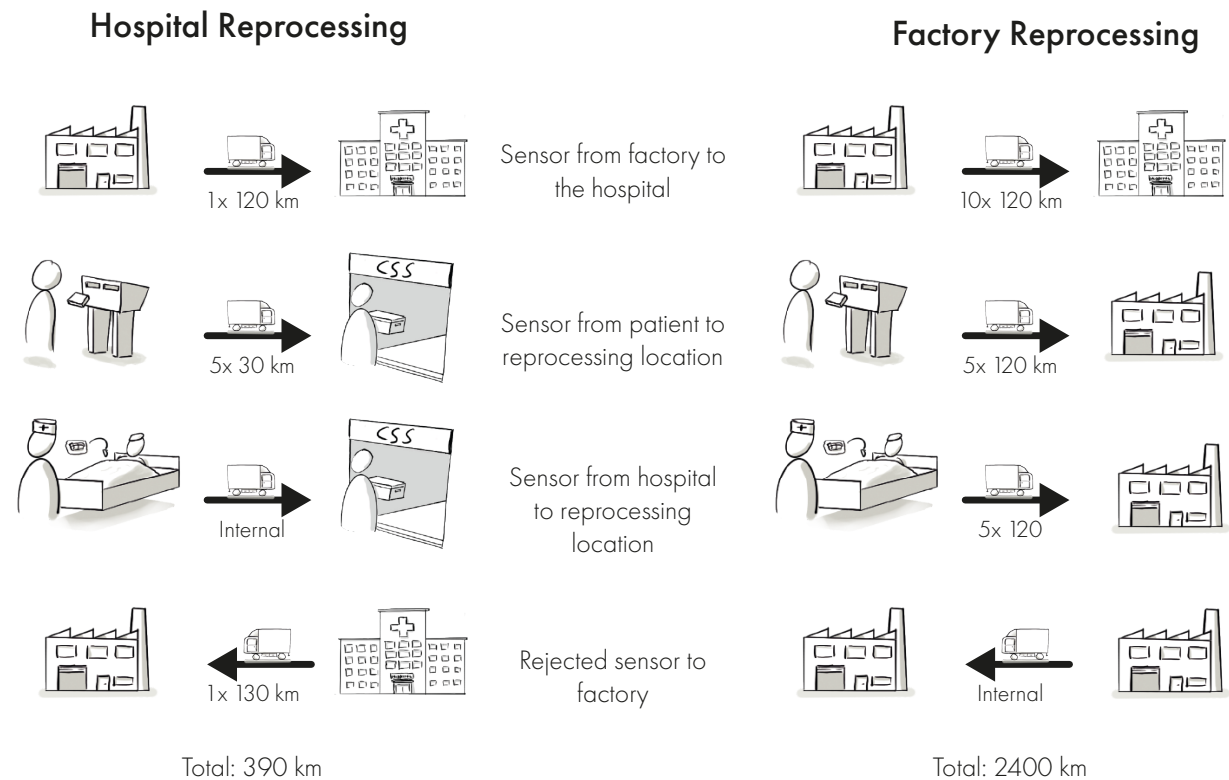 Hospital Reprocessing
Factory Reprocessing
1x 120 km
Sensor from factory to
the hospital
10x 120 km
CSS
5x 30 km
Sensor from patient to
reprocessing location
5x 120 km
CSS
Internal
Sensor from hospital
to reprocessing
location
5x 120
1x 130 km
Rejected sensor to
factory
Internal
Total: 390 km
Total: 2400 km